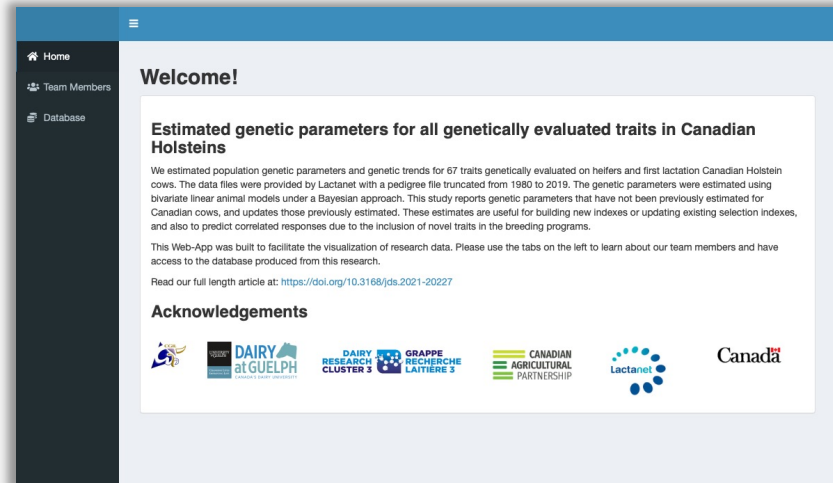 Home
Team Members
Database
Welcome!
Estimated genetic parameters for all genetically evaluated traits in Canadian
Holsteins
We estimated population genetic parameters and genetic trends for 67 traits genetically evaluated on heifers and first lactation Canadian Holstein
cows. The data files were provided by Lactanet with a pedigree file truncated from 1980 to 2019. The genetic parameters were estimated using
bivariate linear animal models under a Bayesian approach. This study reports genetic parameters that have not been previously estimated for
Canadian cows, and updates those previously estimated. These estimates are useful for building new indexes or updating existing selection indexes,
and also to predict correlated responses due to the inclusion of novel traits in the breeding programs.
This Web-App was built to facilitate the visualization of research data. Please use the tabs on the left to learn about our team members and have
access to the database produced from this research.
Read our full length article at: https://doi.org/10.3168/jds.2021-20227
Acknowledgements
DAIRY
at GUELPH
CANADA'S DAIRY UNIVERSITY
DAIRY
RESEARCH
CLUSTER 3
GRAPPE
RECHERCHE
LAITIÈRE 3
CANADIAN
AGRICULTURAL
PARTNERSHIP
Lactanet
Canada